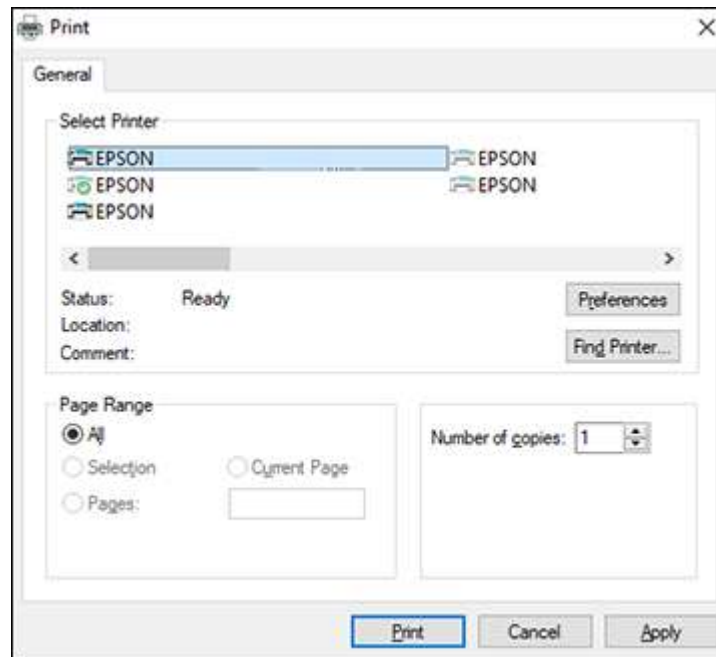 Print
General
Select Printer
EPSON EPSON
EPSON EPSON
EPSON
Status: Ready
Preferences
Location:
Comment:
Find Printer...
Page Range
All
Selection Current Page
Pages:
Number of copies: 1
Print Cancel Apply